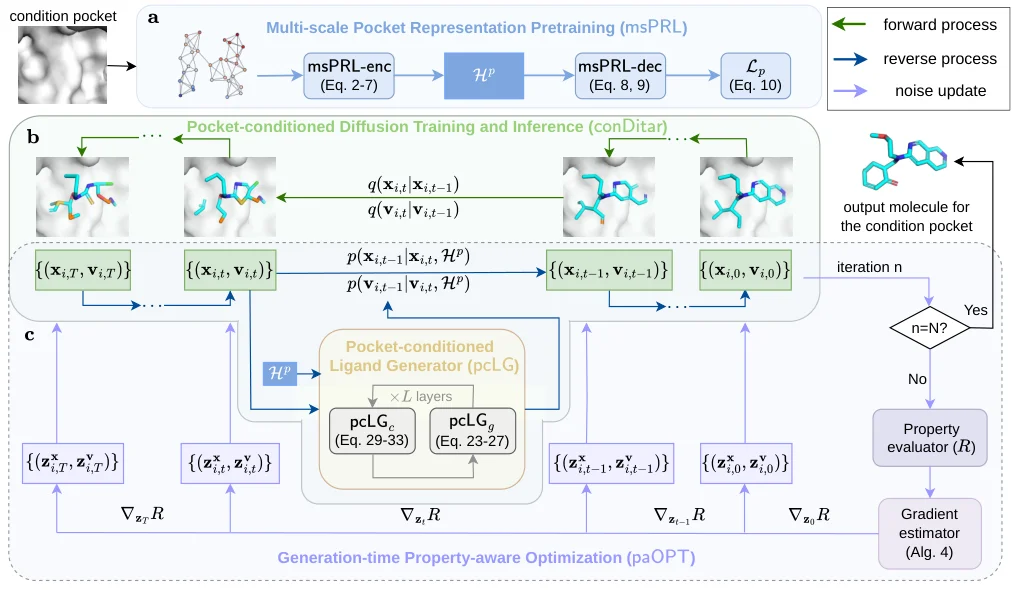 condition pocket
a
Multi-scale Pocket Representation Pretraining (msPRL)
msPRL-enc
(Eq. 2-7)
ℋᵖ
msPRL-dec
(Eq. 8, 9)
ℒₚ
(Eq. 10)
forward process
reverse process
noise update
b
Pocket-conditioned Diffusion Training and Inference (conDitar)
q(x_{i,t}|x_{i,t−1})
q(v_{i,t}|v_{i,t−1})
output molecule for
the condition pocket
{(x_{i,T}, v_{i,T})}
{(x_{i,t}, v_{i,t})}
p(x_{i,t−1}|x_{i,t}, ℋᵖ)
p(v_{i,t−1}|v_{i,t}, ℋᵖ)
{(x_{i,t−1}, v_{i,t−1})}
{(x_{i,0}, v_{i,0})}
iteration n
n=N?
Yes
No
c
Pocket-conditioned
Ligand Generator (pcLG)
ℋᵖ
×L layers
pcLG_c
(Eq. 29-33)
pcLG_g
(Eq. 23-27)
Property
evaluator (R)
{(z^x_{i,T}, z^v_{i,T})}
{(z^x_{i,t}, z^v_{i,t})}
{(z^x_{i,t−1}, z^v_{i,t−1})}
{(z^x_{i,0}, z^v_{i,0})}
∇_{z_T} R
∇_{z_t} R
∇_{z_{t−1}} R
∇_{z_0} R
Gradient
estimator
(Alg. 4)
Generation-time Property-aware Optimization (paOPT)